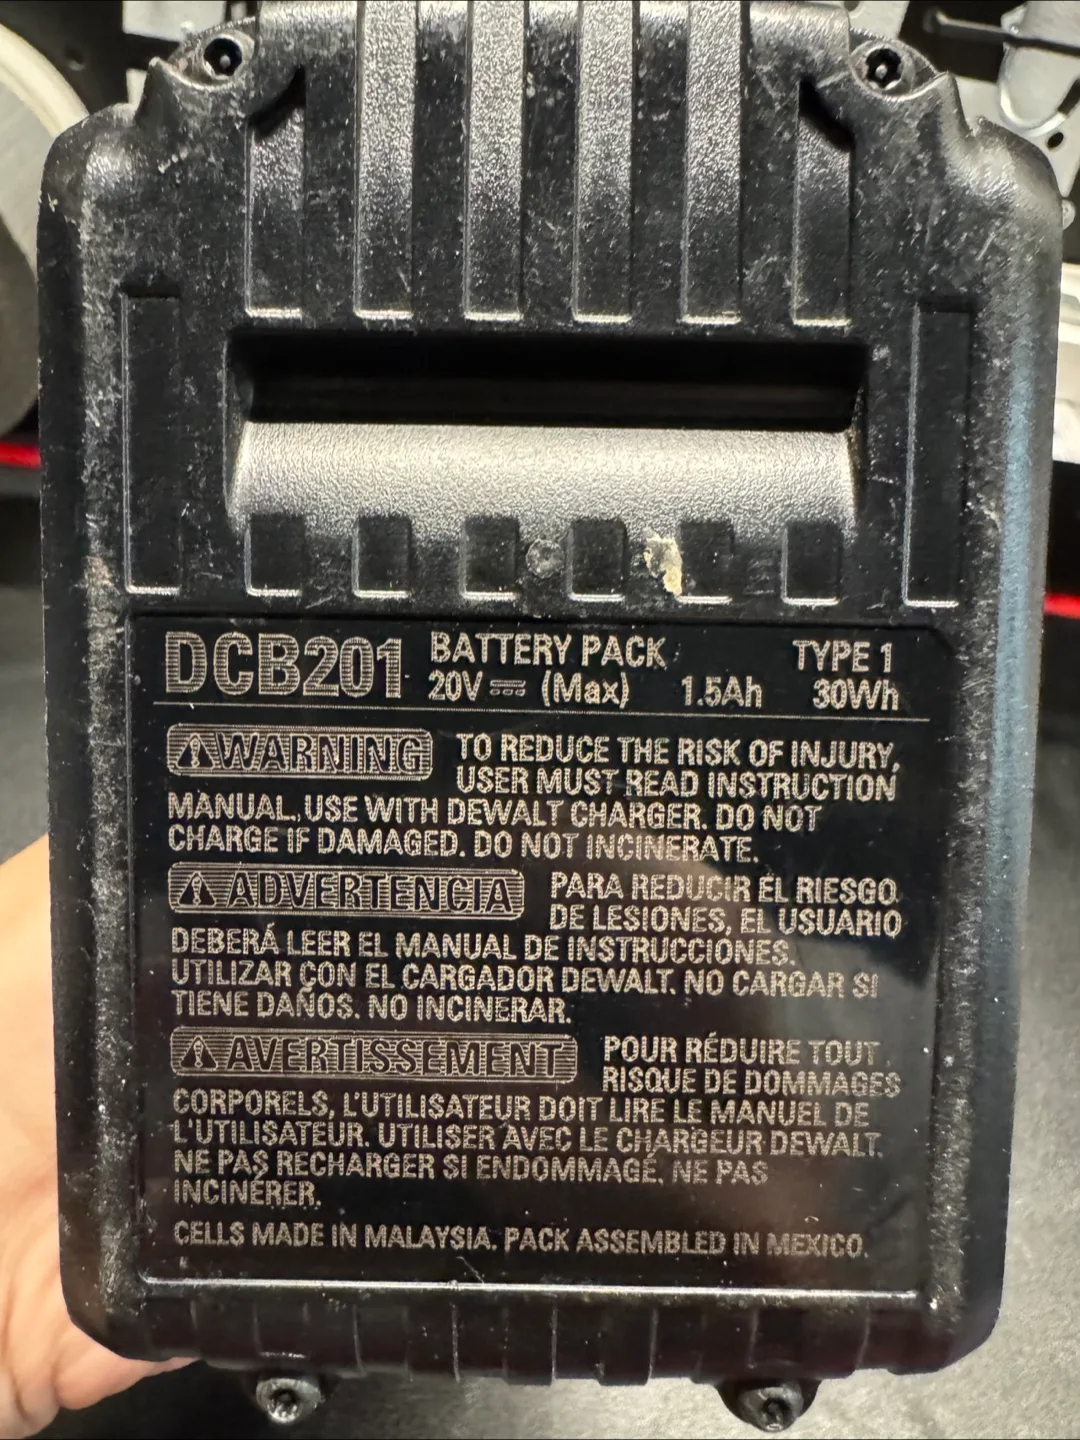 DCB201 BATTERY PACK TYPE 1
20V ⎓ (Max) 1.5Ah 30Wh
⚠WARNING TO REDUCE THE RISK OF INJURY,
USER MUST READ INSTRUCTION
MANUAL. USE WITH DEWALT CHARGER. DO NOT
CHARGE IF DAMAGED. DO NOT INCINERATE.
⚠ADVERTENCIA PARA REDUCIR EL RIESGO
DE LESIONES, EL USUARIO
DEBERÁ LEER EL MANUAL DE INSTRUCCIONES.
UTILIZAR CON EL CARGADOR DEWALT. NO CARGAR SI
TIENE DAÑOS. NO INCINERAR.
⚠AVERTISSEMENT POUR RÉDUIRE TOUT
RISQUE DE DOMMAGES
CORPORELS, L'UTILISATEUR DOIT LIRE LE MANUEL DE
L'UTILISATEUR. UTILISER AVEC LE CHARGEUR DEWALT.
NE PAS RECHARGER SI ENDOMMAGÉ. NE PAS
INCINÉRER.
CELLS MADE IN MALAYSIA. PACK ASSEMBLED IN MEXICO.